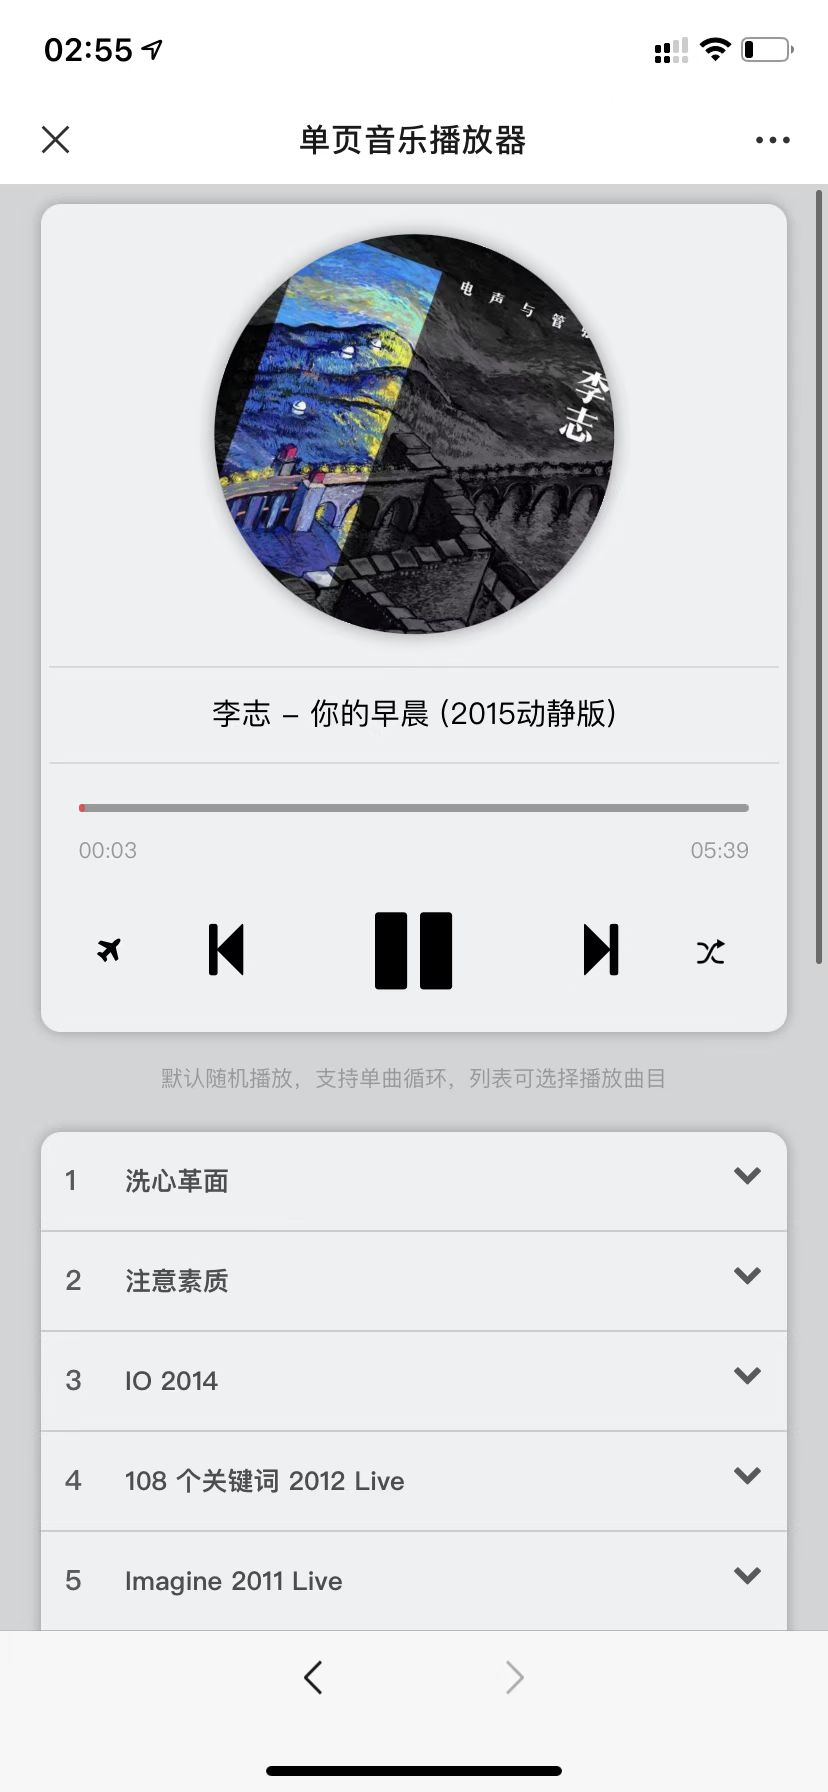 02:55
单页音乐播放器
电声与管
李志
李志 – 你的早晨 (2015动静版)
00:03
05:39
默认随机播放，支持单曲循环，列表可选择播放曲目
1 洗心革面
2 注意素质
3 IO 2014
4 108 个关键词 2012 Live
5 Imagine 2011 Live